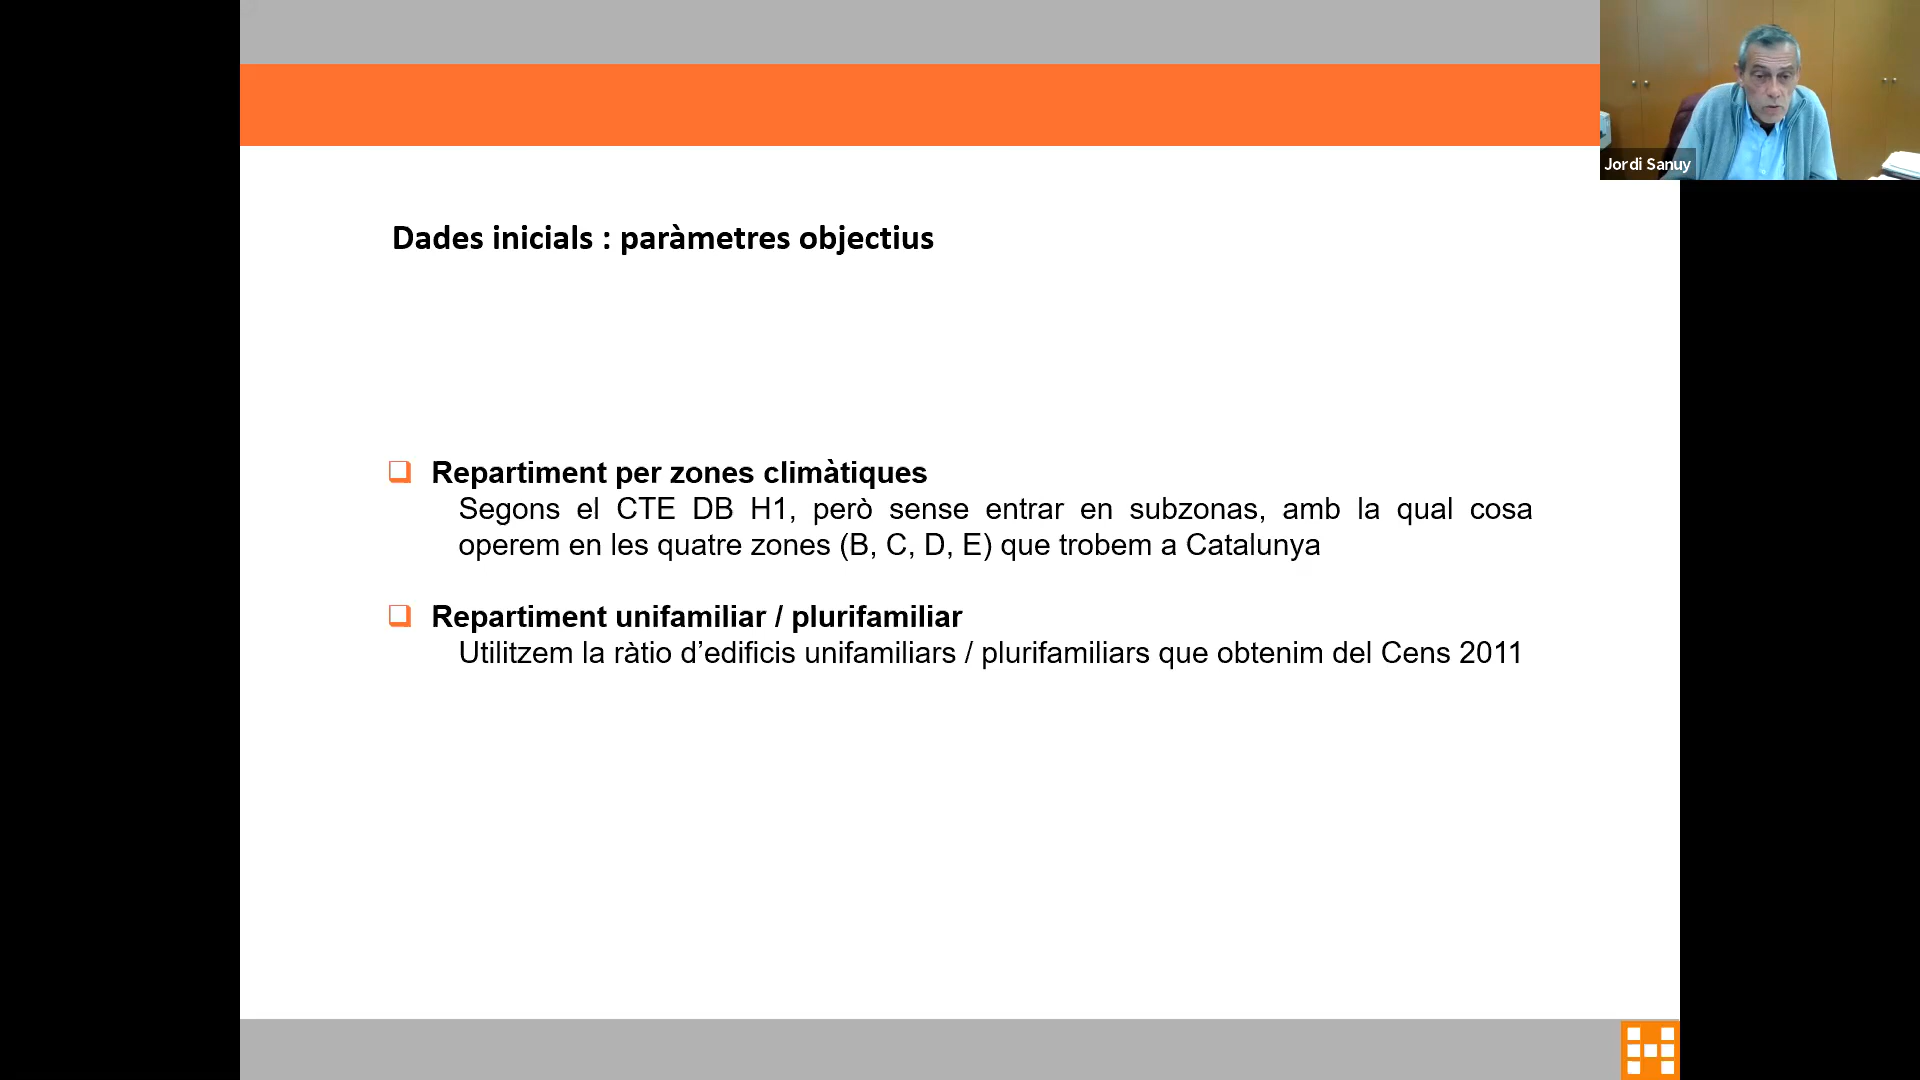 Jordi Sanuy
Dades inicials : paràmetres objectius
Repartiment per zones climàtiques
Segons el CTE DB H1, però sense entrar en subzonas, amb la qual cosa
operem en les quatre zones (B, C, D, E) que trobem a Catalunya
Repartiment unifamiliar / plurifamiliar
Utilitzem la ràtio d’edificis unifamiliars / plurifamiliars que obtenim del Cens 2011